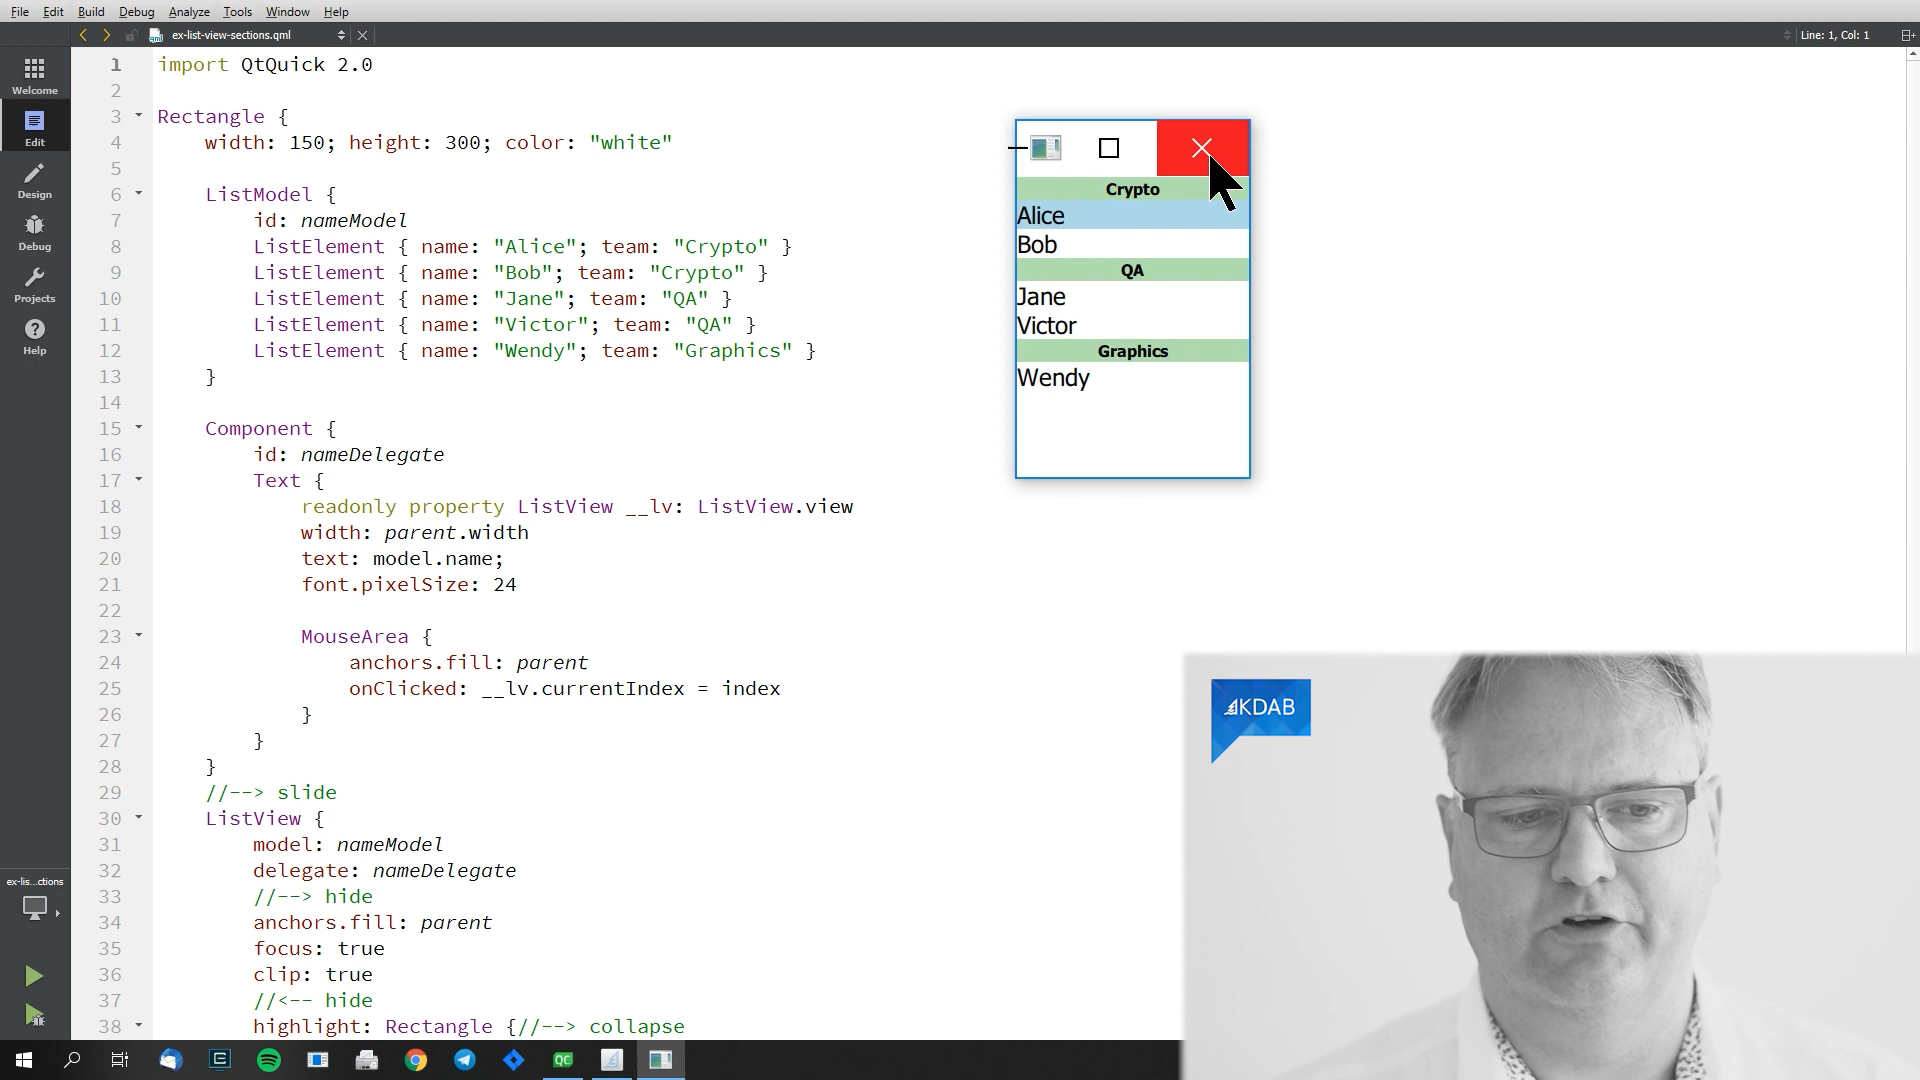 File Edit Build Debug Analyze Tools Window Help
ex-list-view-sections.qml
Line: 1, Col: 1
Welcome
Edit
Design
Debug
Projects
Help
ex-lis...ctions
1 import QtQuick 2.0
2
3 Rectangle {
4 width: 150; height: 300; color: "white"
5
6 ListModel {
7 id: nameModel
8 ListElement { name: "Alice"; team: "Crypto" }
9 ListElement { name: "Bob"; team: "Crypto" }
10 ListElement { name: "Jane"; team: "QA" }
11 ListElement { name: "Victor"; team: "QA" }
12 ListElement { name: "Wendy"; team: "Graphics" }
13 }
14
15 Component {
16 id: nameDelegate
17 Text {
18 readonly property ListView __lv: ListView.view
19 width: parent.width
20 text: model.name;
21 font.pixelSize: 24
22
23 MouseArea {
24 anchors.fill: parent
25 onClicked: __lv.currentIndex = index
26 }
27 }
28 }
29 //--> slide
30 ListView {
31 model: nameModel
32 delegate: nameDelegate
33 //--> hide
34 anchors.fill: parent
35 focus: true
36 clip: true
37 //<-- hide
38 highlight: Rectangle {//--> collapse
Crypto
Alice
Bob
QA
Jane
Victor
Graphics
Wendy
KDAB
QC